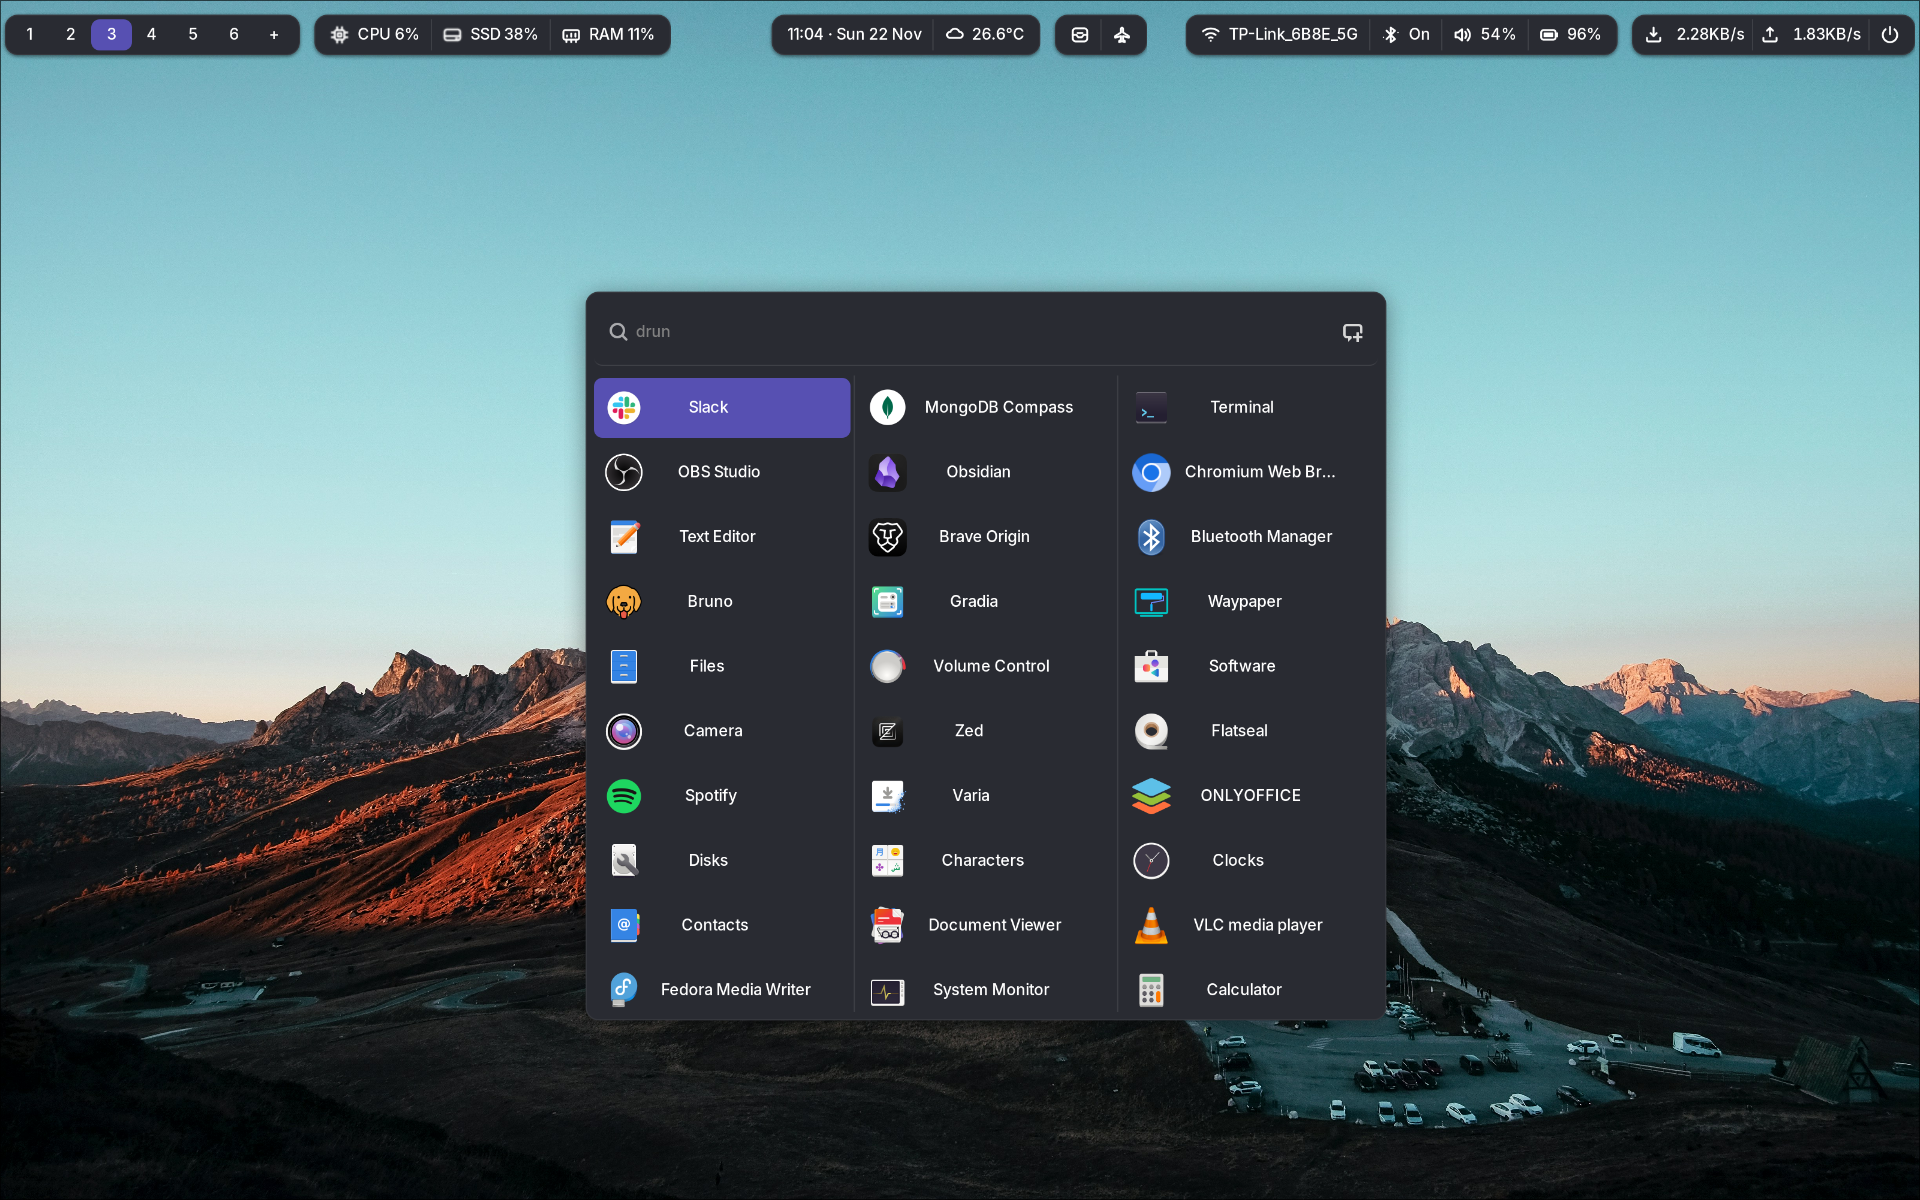 1 2 3 4 5 6 +
CPU 6% SSD 38% RAM 11%
11:04 · Sun 22 Nov 26.6°C
TP-Link_6B8E_5G On 54% 96%
2.28KB/s 1.83KB/s
drun
Slack MongoDB Compass Terminal
OBS Studio Obsidian Chromium Web Br...
Text Editor Brave Origin Bluetooth Manager
Bruno Gradia Waypaper
Files Volume Control Software
Camera Zed Flatseal
Spotify Varia ONLYOFFICE
Disks Characters Clocks
Contacts Document Viewer VLC media player
Fedora Media Writer System Monitor Calculator